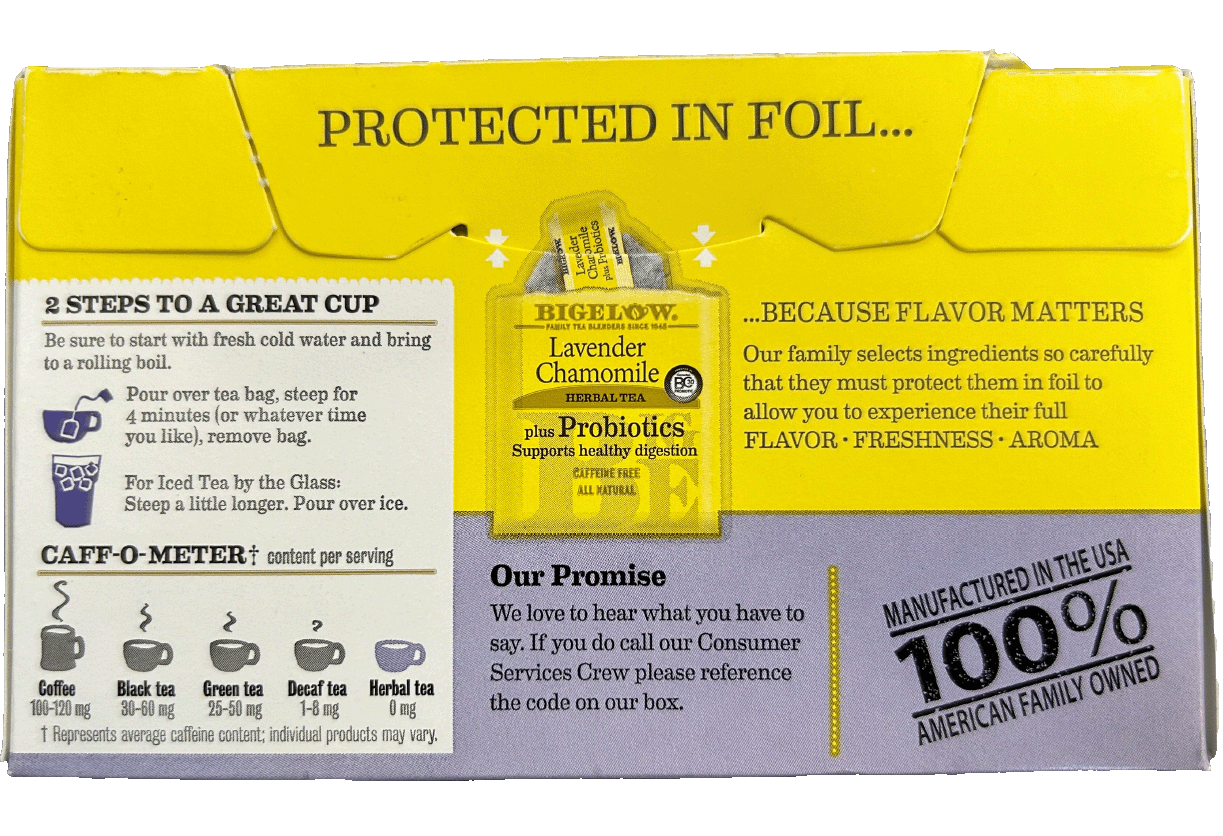 PROTECTED IN FOIL...
BIGELOW
Lavender
Chamomile
plus Probiotics
BIGELOW
BIGELOW.
FAMILY TEA BLENDERS SINCE 1945
Lavender
Chamomile
HERBAL TEA
plus Probiotics
Supports healthy digestion
CAFFEINE FREE
ALL NATURAL
2 STEPS TO A GREAT CUP
Be sure to start with fresh cold water and bring
to a rolling boil.
Pour over tea bag, steep for
4 minutes (or whatever time
you like), remove bag.
For Iced Tea by the Glass:
Steep a little longer. Pour over ice.
CAFF-O-METER† content per serving
Coffee Black tea Green tea Decaf tea Herbal tea
100-120 mg 30-60 mg 25-50 mg 1-8 mg 0 mg
† Represents average caffeine content; individual products may vary.
...BECAUSE FLAVOR MATTERS
Our family selects ingredients so carefully
that they must protect them in foil to
allow you to experience their full
FLAVOR · FRESHNESS · AROMA
Our Promise
We love to hear what you have to
say. If you do call our Consumer
Services Crew please reference
the code on our box.
MANUFACTURED IN THE USA
100%
AMERICAN FAMILY OWNED